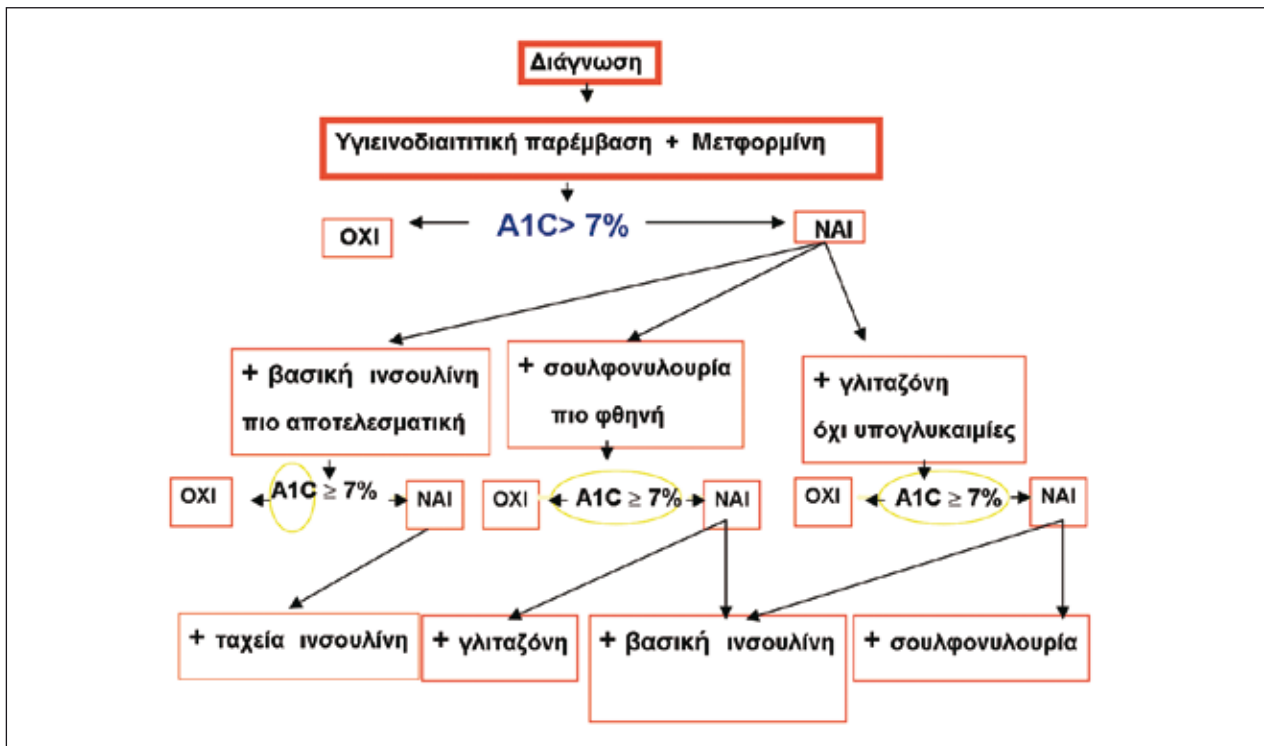 Διάγνωση
Υγιεινοδιαιτιτική παρέμβαση + Μετφορμίνη
ΟΧΙ
A1C> 7%
ΝΑΙ
+ βασική ινσουλίνη
πιο αποτελεσματική
+ σουλφονυλουρία
πιο φθηνή
+ γλιταζόνη
όχι υπογλυκαιμίες
ΟΧΙ
A1C ≥ 7%
ΝΑΙ
ΟΧΙ
A1C ≥ 7%
ΝΑΙ
ΟΧΙ
A1C ≥ 7%
ΝΑΙ
+ ταχεία ινσουλίνη
+ γλιταζόνη
+ βασική ινσουλίνη
+ σουλφονυλουρία